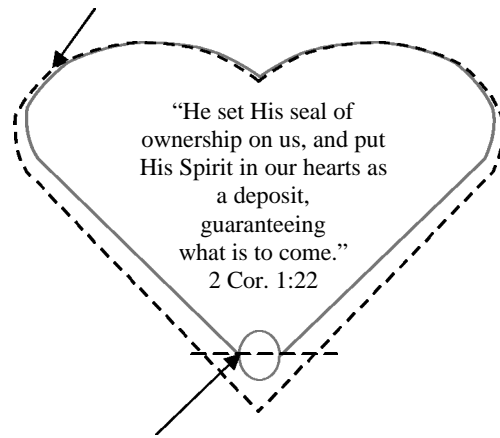 “He set His seal of
ownership on us, and put
His Spirit in our hearts as
a deposit,
guaranteeing
what is to come.”
2 Cor. 1:22